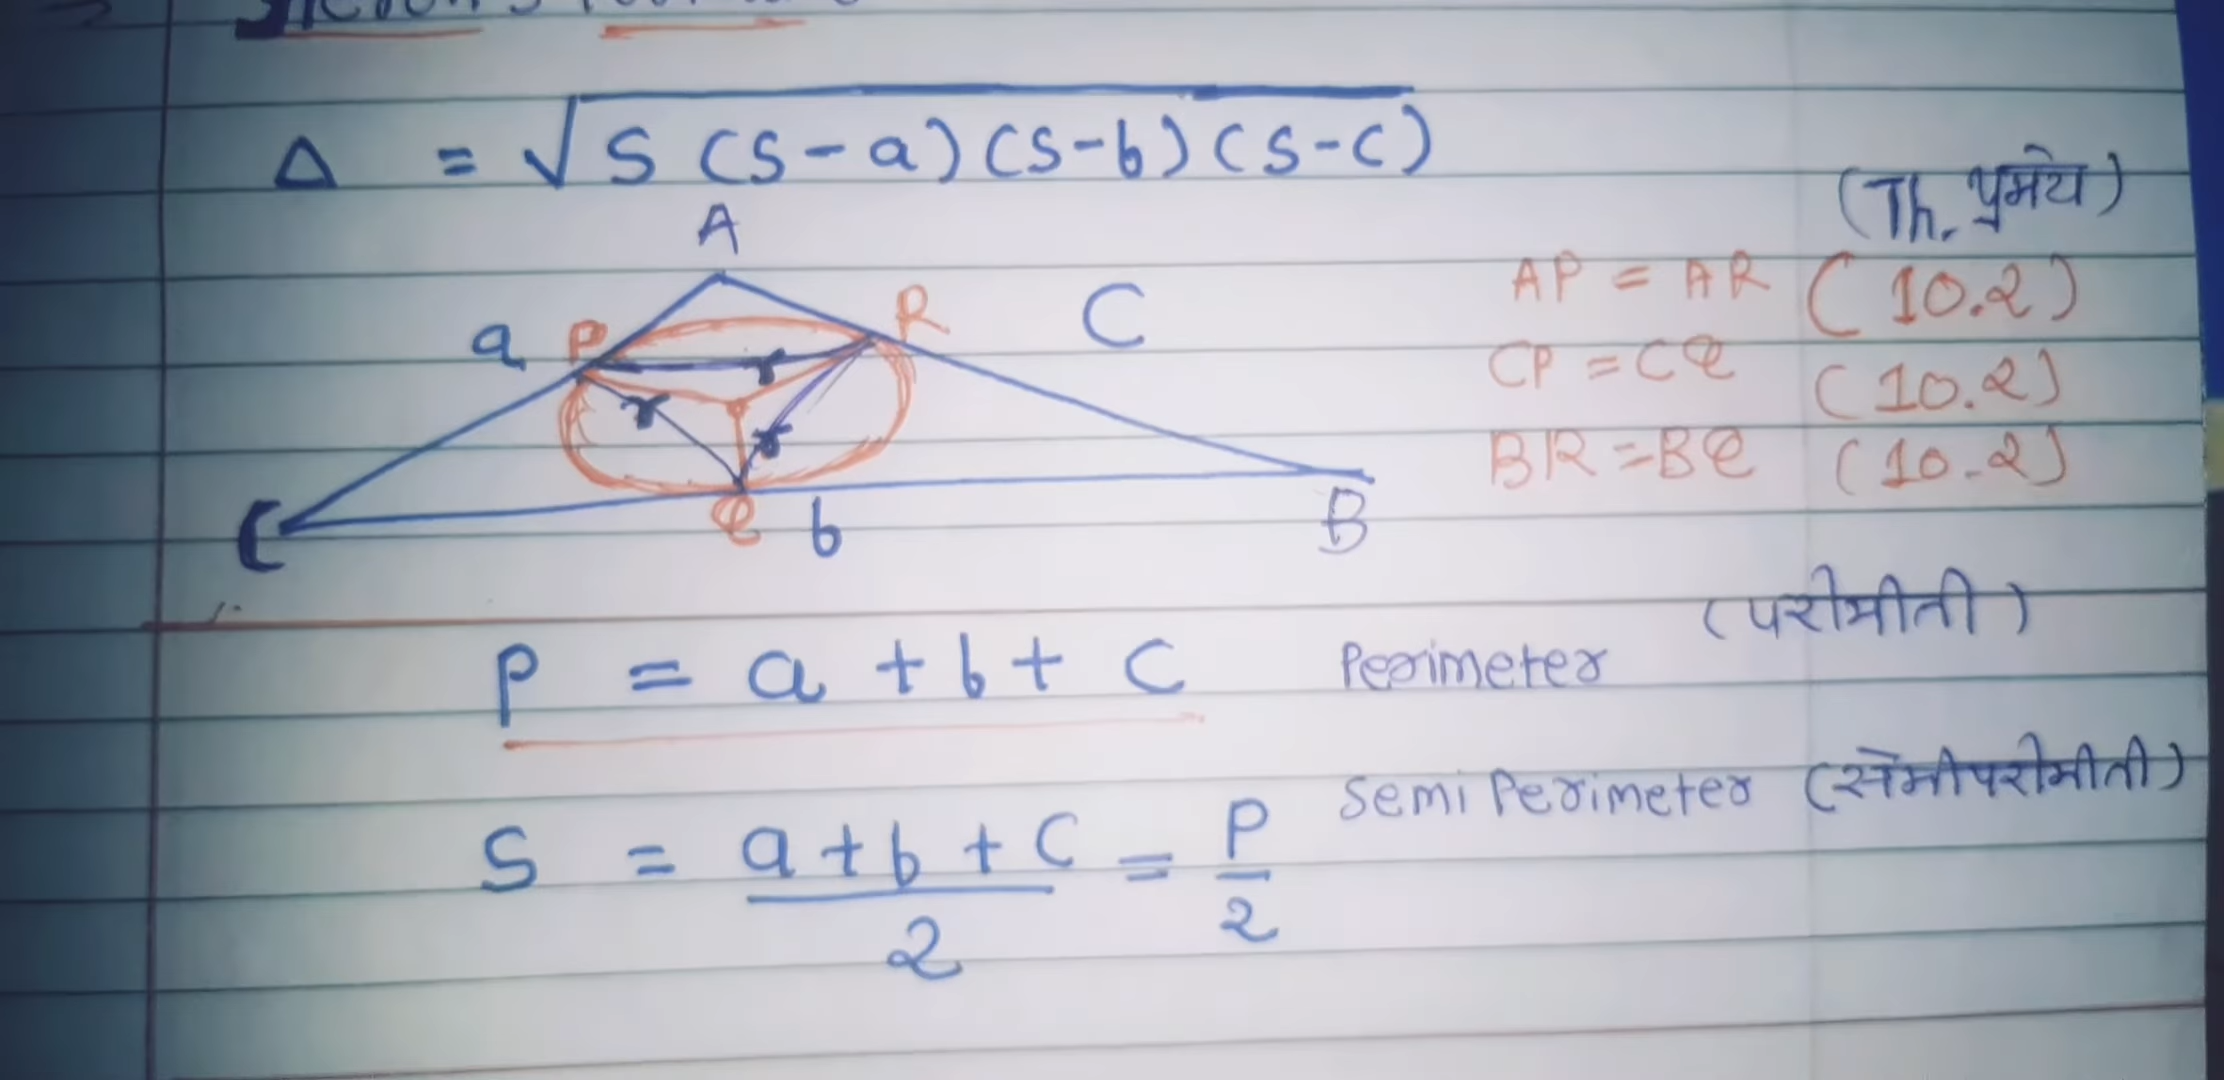 Δ = √S (S-a) (S-b) (S-c)
(Th. प्रमेय)
A
AP = AR (10.2)
a P R C
r
CP = CQ (10.2)
r r
BR = BQ (10.2)
C Q b B
(परीमीती)
P = a + b + c Perimeter
Semi Perimeter (सेमीपरीमीती)
S = a + b + c = P
2 2